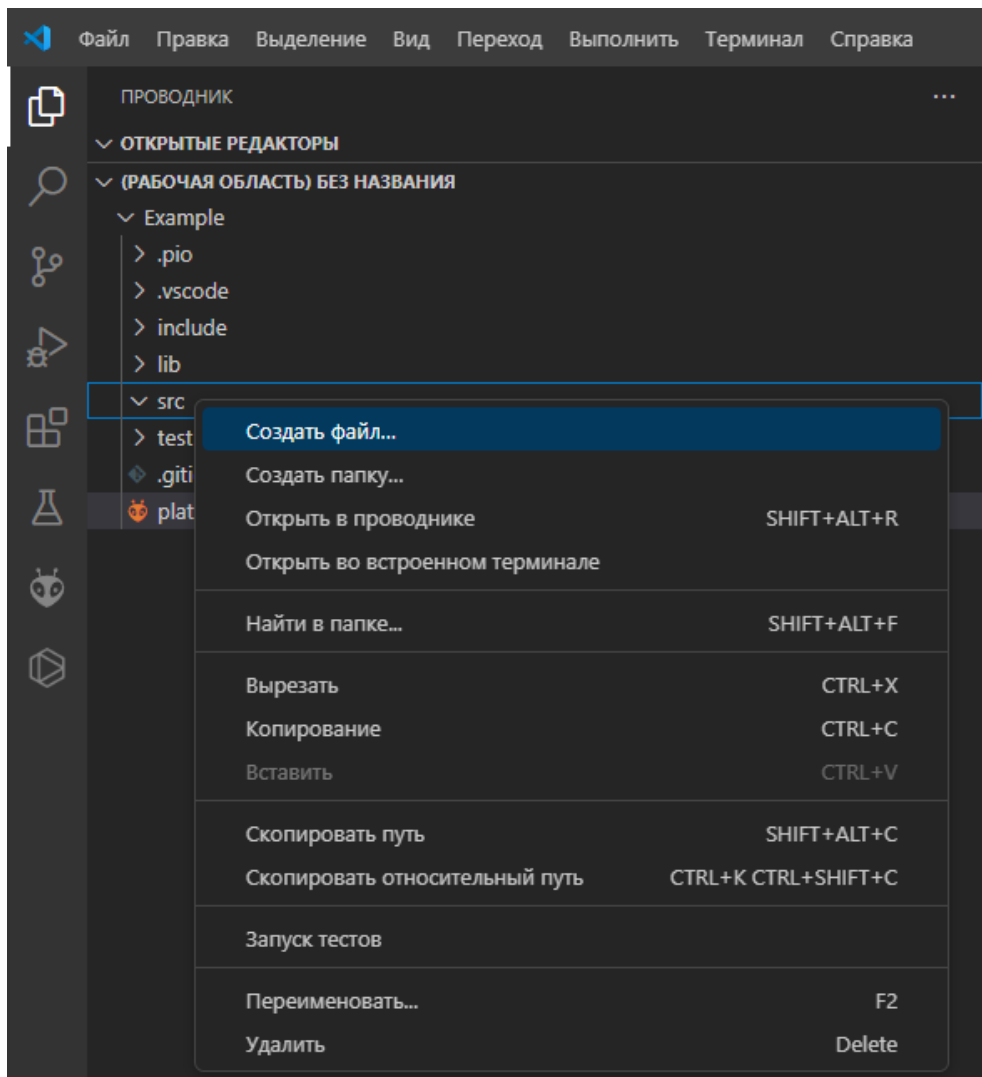 Файл Правка Выделение Вид Переход Выполнить Терминал Справка
ПРОВОДНИК
ОТКРЫТЫЕ РЕДАКТОРЫ
(РАБОЧАЯ ОБЛАСТЬ) БЕЗ НАЗВАНИЯ
Example
.pio
.vscode
include
lib
src
test
.giti
plat
Создать файл...
Создать папку...
Открыть в проводнике SHIFT+ALT+R
Открыть во встроенном терминале
Найти в папке... SHIFT+ALT+F
Вырезать CTRL+X
Копирование CTRL+C
Вставить CTRL+V
Скопировать путь SHIFT+ALT+C
Скопировать относительный путь CTRL+K CTRL+SHIFT+C
Запуск тестов
Переименовать... F2
Удалить Delete